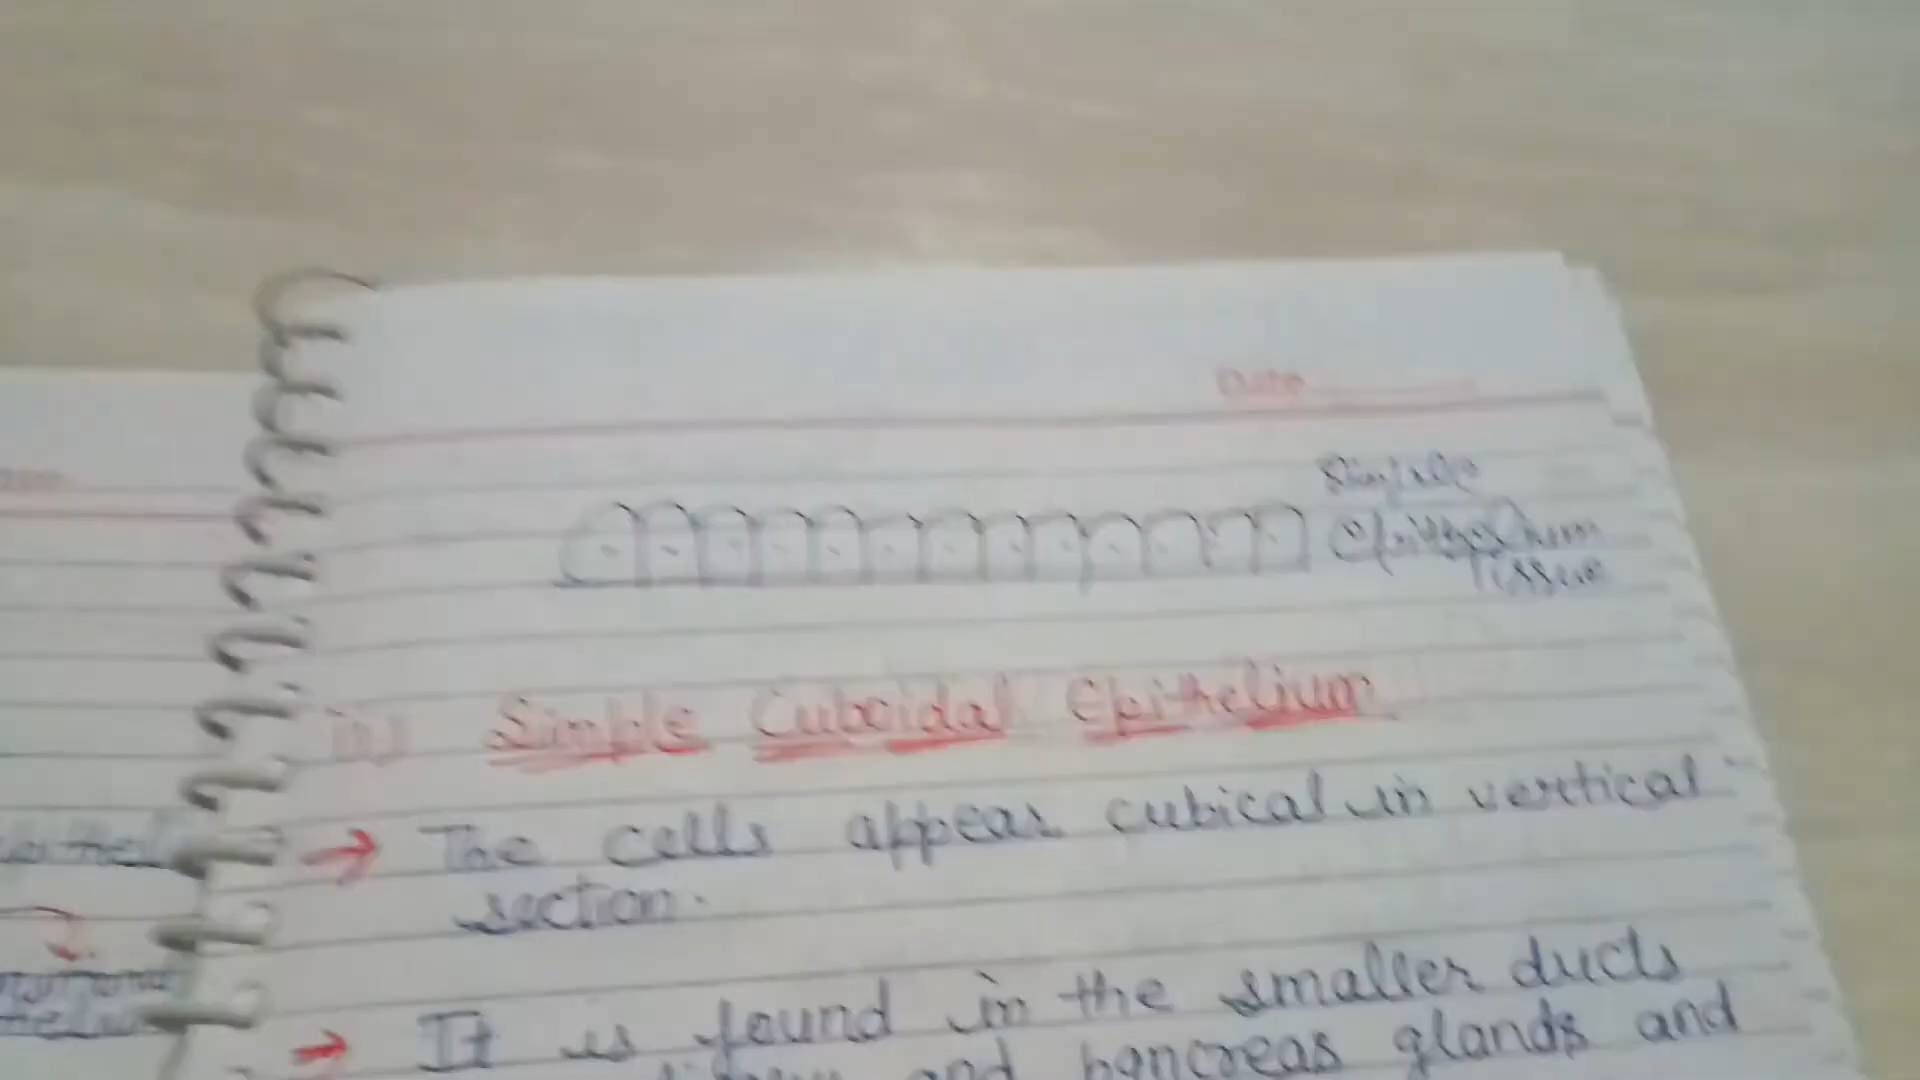 Date
Simple
Epithelium
Tissue
Simple Cuboidal Epithelium
→ The cells appear cubical in vertical
section.
→ It is found in the smaller ducts
and pancreas glands and